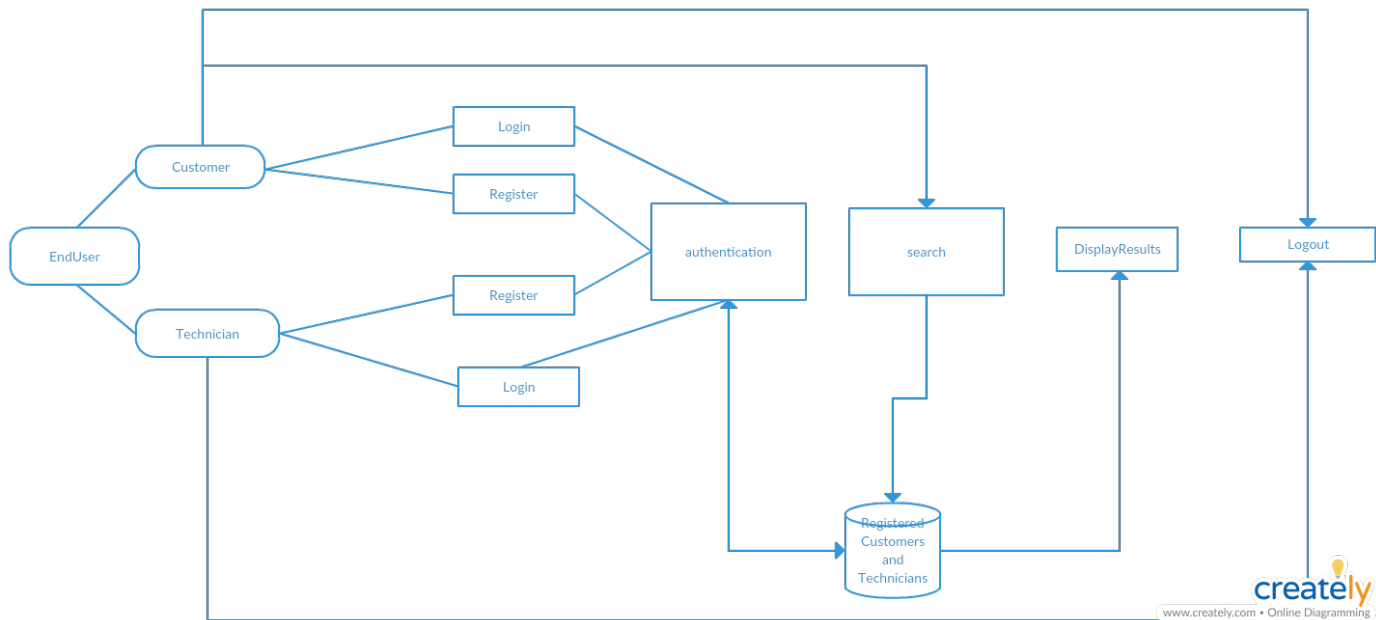 Login
Customer
Register
EndUser
authentication
search
DisplayResults
Logout
Register
Technician
Login
Registered
Customers
and
Technicians
creately
www.creately.com • Online Diagramming